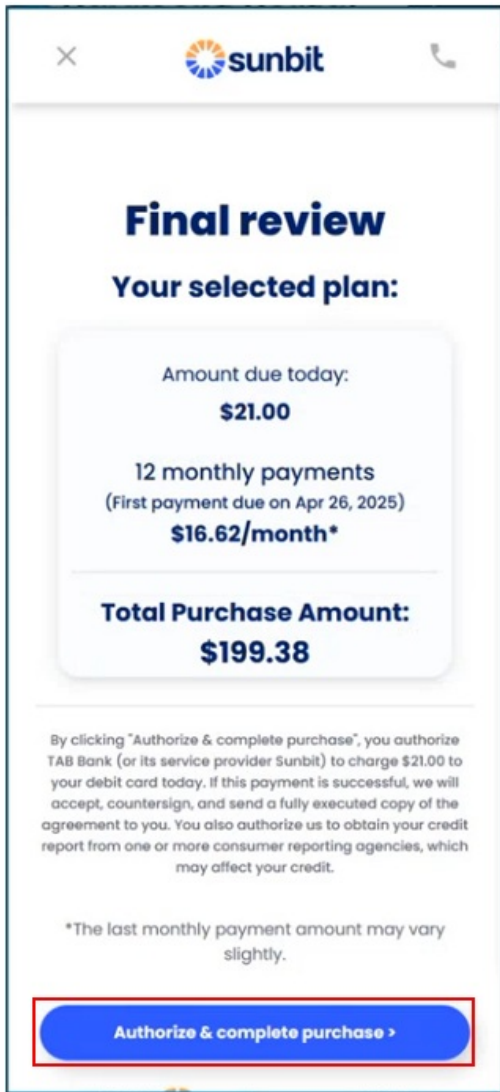 sunbit
Final review
Your selected plan:
Amount due today:
$21.00
12 monthly payments
(First payment due on Apr 26, 2025)
$16.62/month*
Total Purchase Amount:
$199.38
By clicking "Authorize & complete purchase", you authorize
TAB Bank (or its service provider Sunbit) to charge $21.00 to
your debit card today. If this payment is successful, we will
accept, countersign, and send a fully executed copy of the
agreement to you. You also authorize us to obtain your credit
report from one or more consumer reporting agencies, which
may affect your credit.
*The last monthly payment amount may vary
slightly.
Authorize & complete purchase >